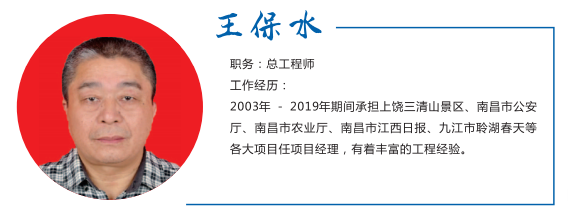 王保水
职务：总工程师
工作经历：
2003年 - 2019年期间承担上饶三清山景区、南昌市公安
厅、南昌市农业厅、南昌市江西日报、九江市聆湖春天等
各大项目任项目经理，有着丰富的工程经验。